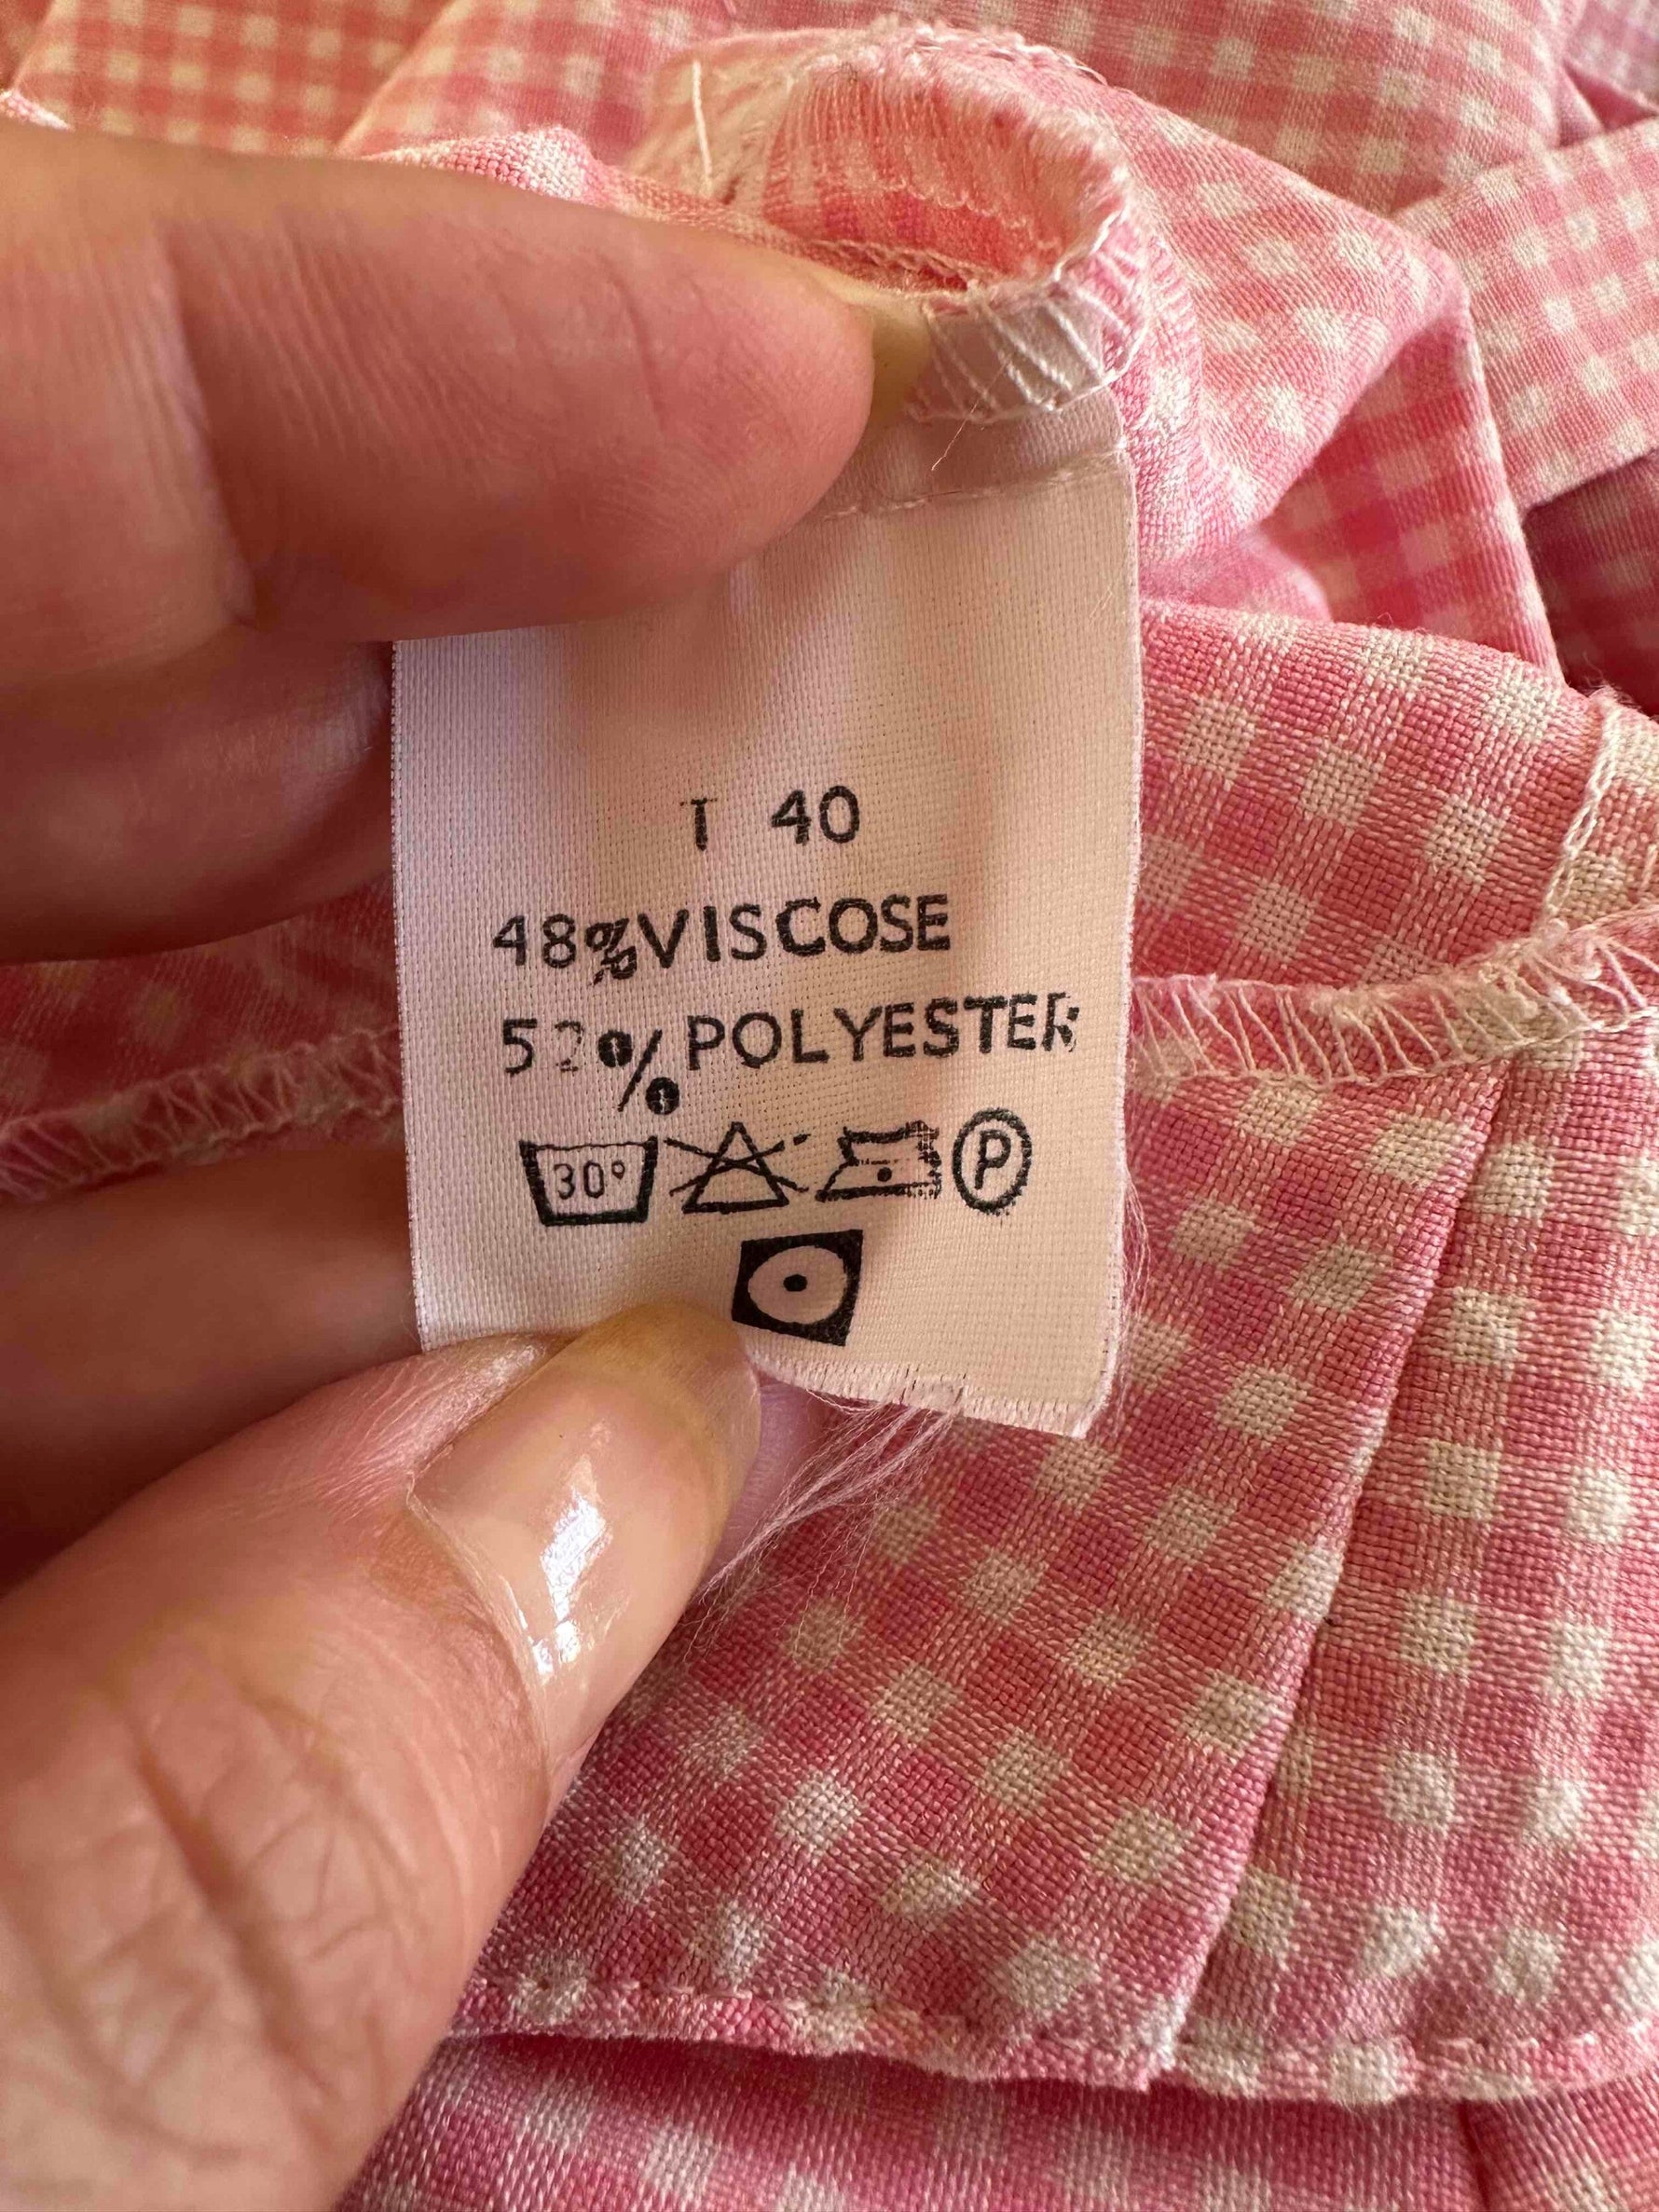 T 40
48%VISCOSE
52%POLYESTER
30° P